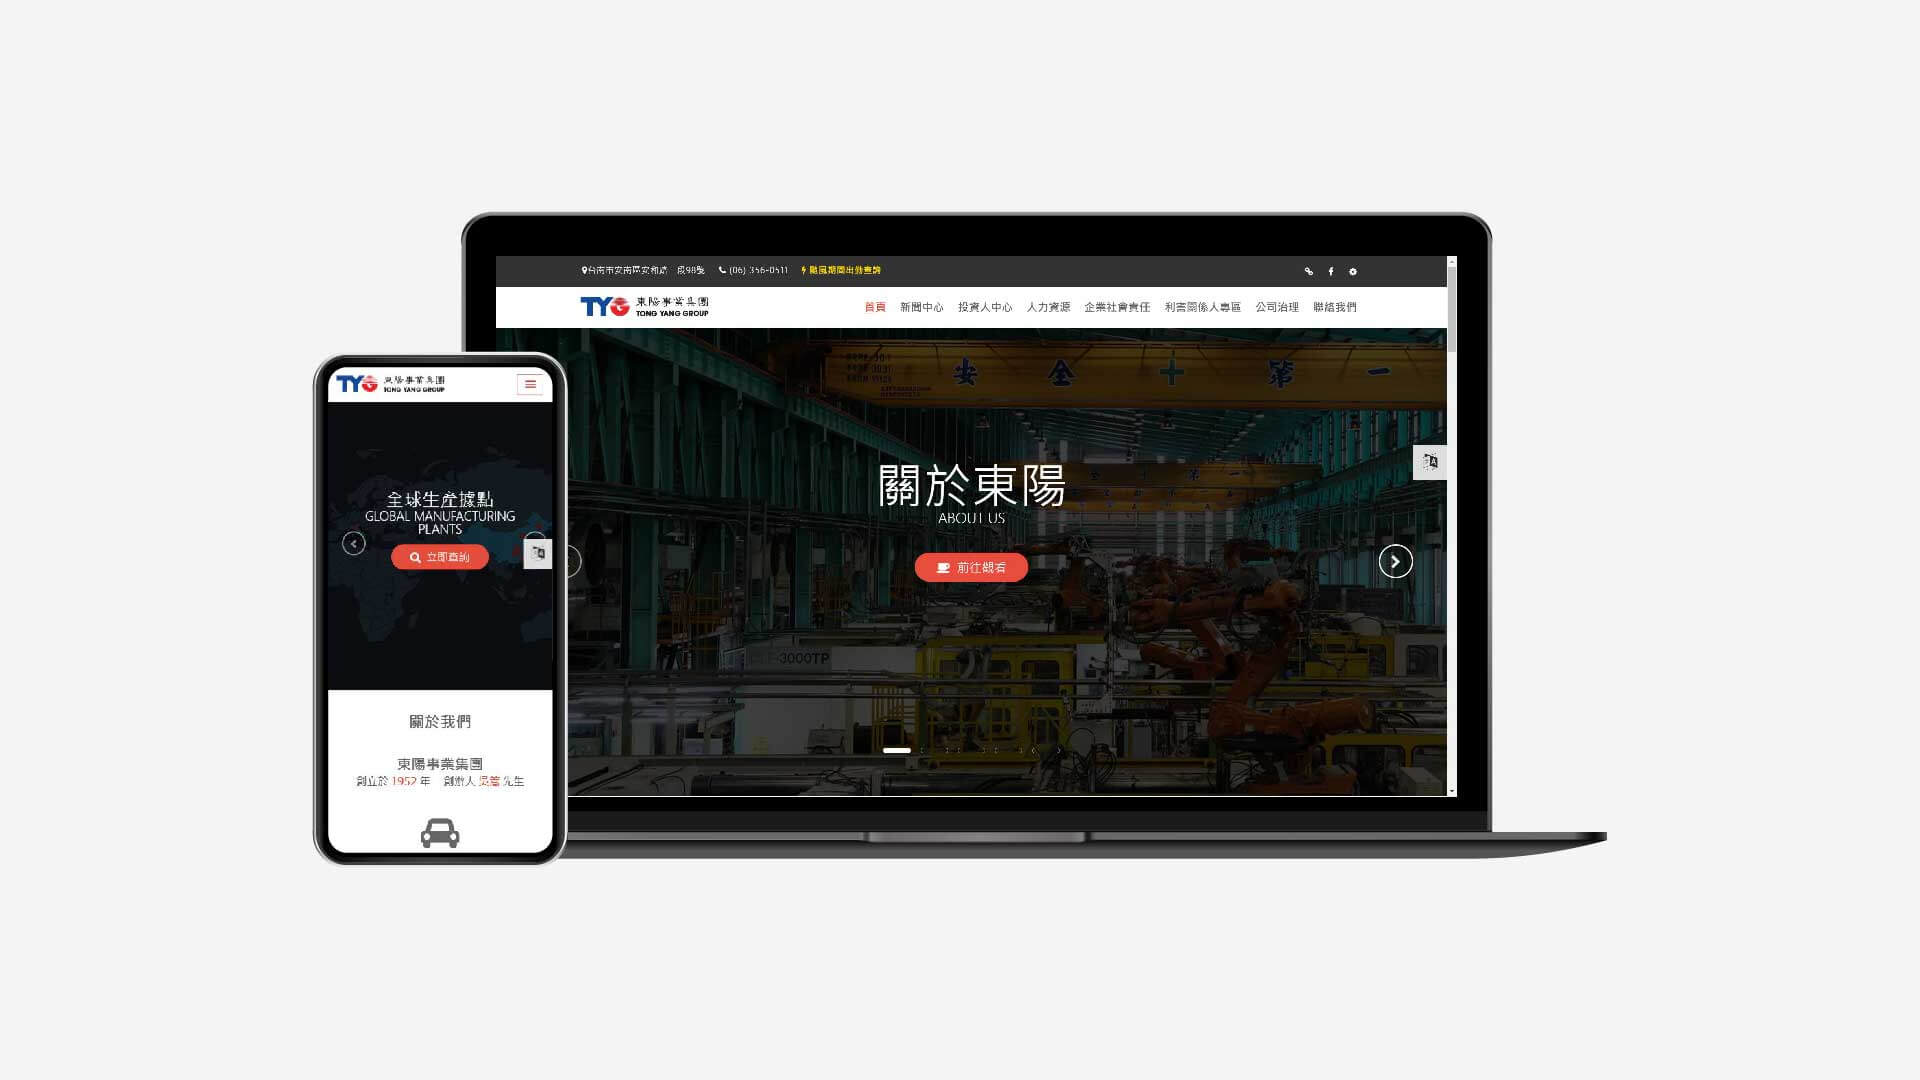 台南市安南區安和路一段98號 (06) 356-0511 颱風期間出勤查詢
TYG 東陽事業集團
TONG YANG GROUP
首頁 新聞中心 投資人中心 人力資源 企業社會責任 利害關係人專區 公司治理 聯絡我們
安全十第一
關於東陽
ABOUT US
前往觀看
3000TP
TYG 東陽事業集團
TONG YANG GROUP
全球生產據點
GLOBAL MANUFACTURING
PLANTS
立即查詢
關於我們
東陽事業集團
創立於 1952 年 創辦人 吳篙 先生